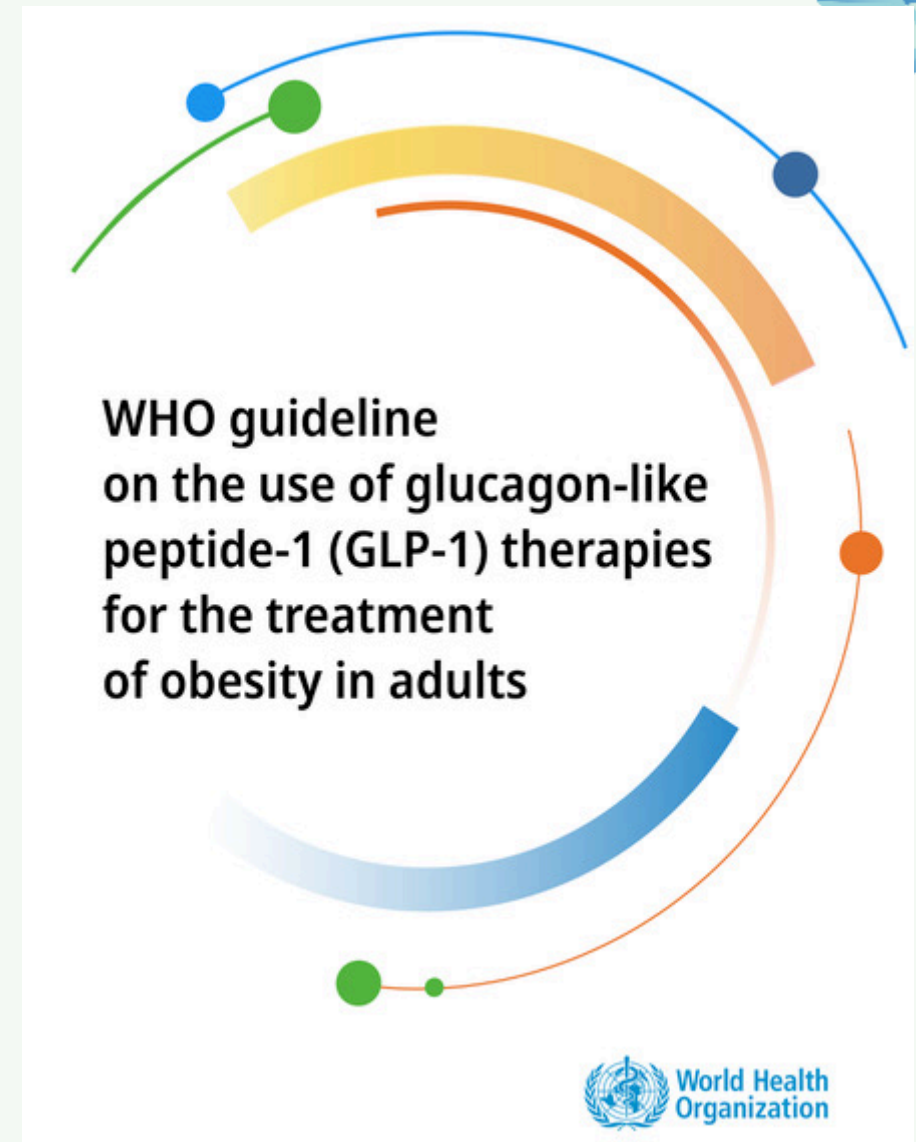 WHO guideline
on the use of glucagon-like
peptide-1 (GLP-1) therapies
for the treatment
of obesity in adults
World Health
Organization